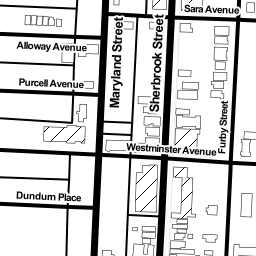 Sara Avenue
Alloway Avenue
Maryland Street
Sherbrook Street
Purcell Avenue
Furby Street
Westminster Avenue
Dundurn Place